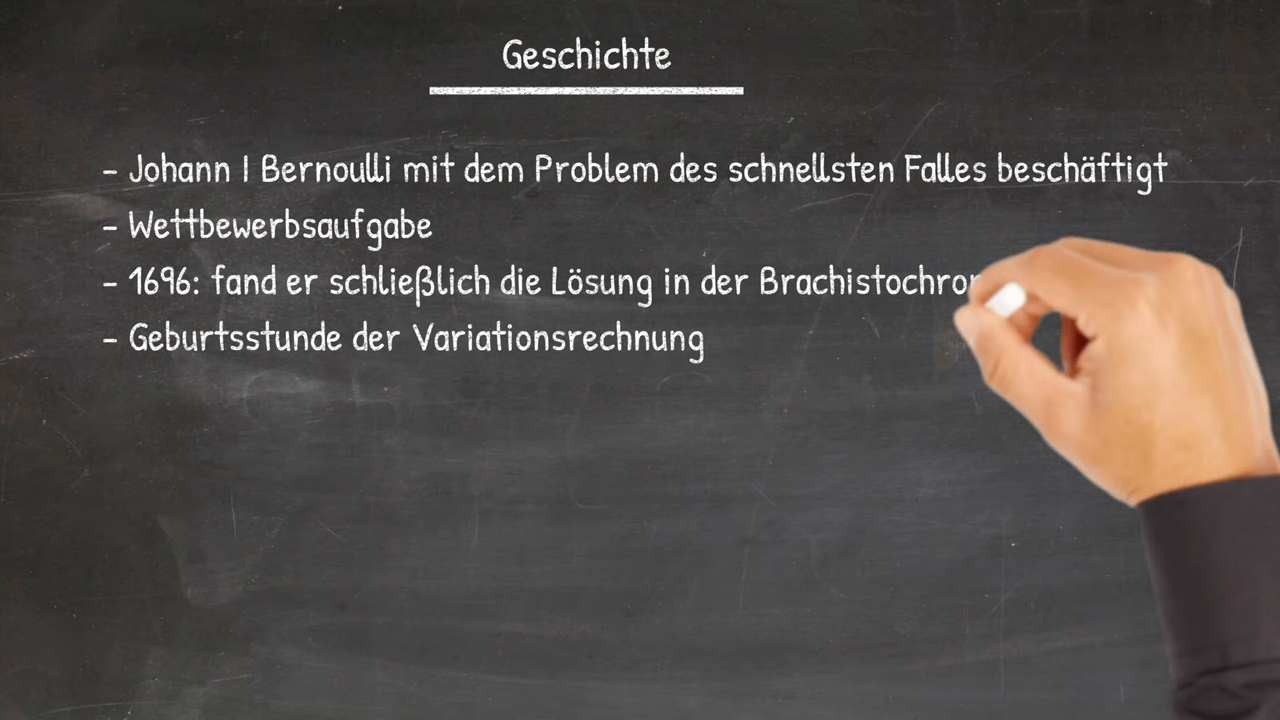 Geschichte
- Johann I Bernoulli mit dem Problem des schnellsten Falles beschäftigt
- Wettbewerbsaufgabe
- 1696: fand er schließlich die Lösung in der
- Geburtsstunde der Variationsrechnung